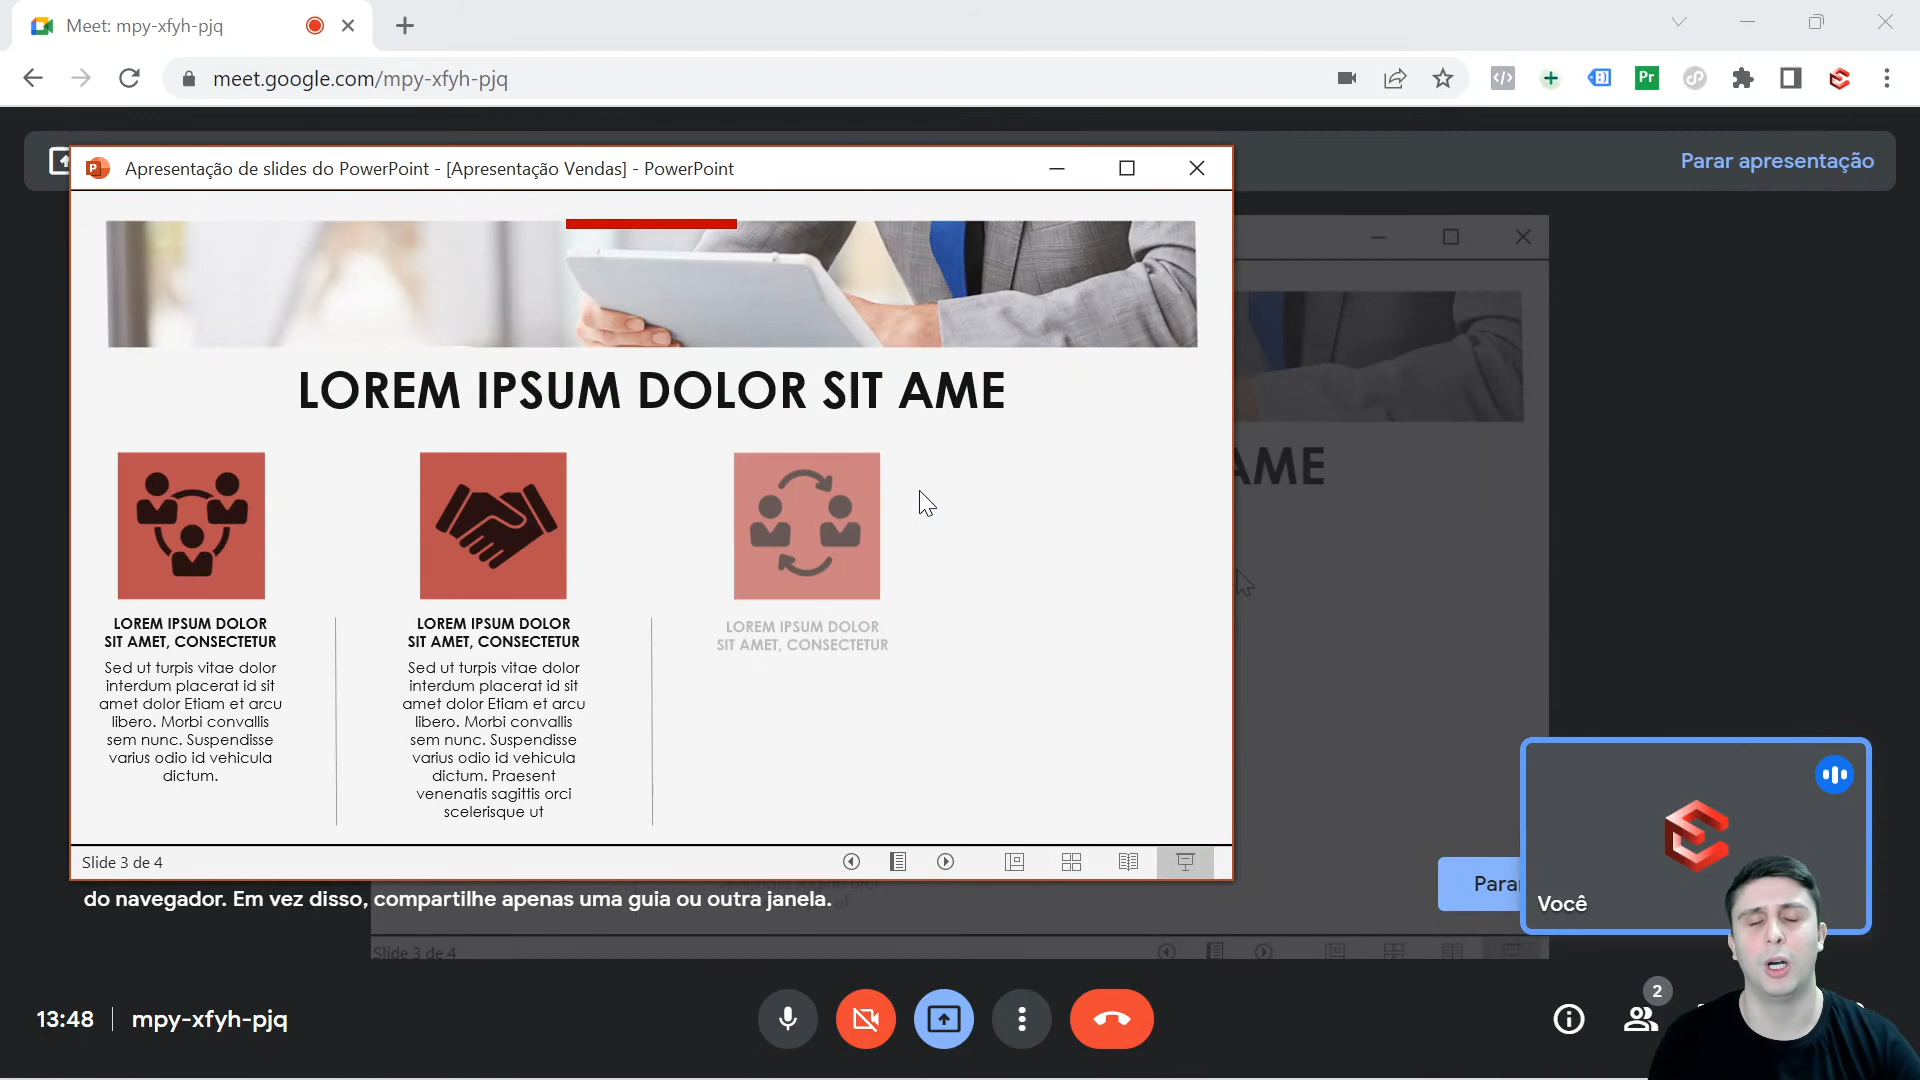 Meet: mpy-xfyh-pjq
meet.google.com/mpy-xfyh-pjq
Pr
Parar apresentação
Apresentação de slides do PowerPoint - [Apresentação Vendas] - PowerPoint
LOREM IPSUM DOLOR SIT AME
AME
LOREM IPSUM DOLOR
SIT AMET, CONSECTETUR
Sed ut turpis vitae dolor
interdum placerat id sit
amet dolor Etiam et arcu
libero. Morbi convallis
sem nunc. Suspendisse
varius odio id vehicula
dictum.
LOREM IPSUM DOLOR
SIT AMET, CONSECTETUR
Sed ut turpis vitae dolor
interdum placerat id sit
amet dolor Etiam et arcu
libero. Morbi convallis
sem nunc. Suspendisse
varius odio id vehicula
dictum. Praesent
venenatis sagittis orci
scelerisque ut
LOREM IPSUM DOLOR
SIT AMET, CONSECTETUR
Slide 3 de 4
do navegador. Em vez disso, compartilhe apenas uma guia ou outra janela.
Parar
Você
Slide 3 de 4
13:48
mpy-xfyh-pjq
2